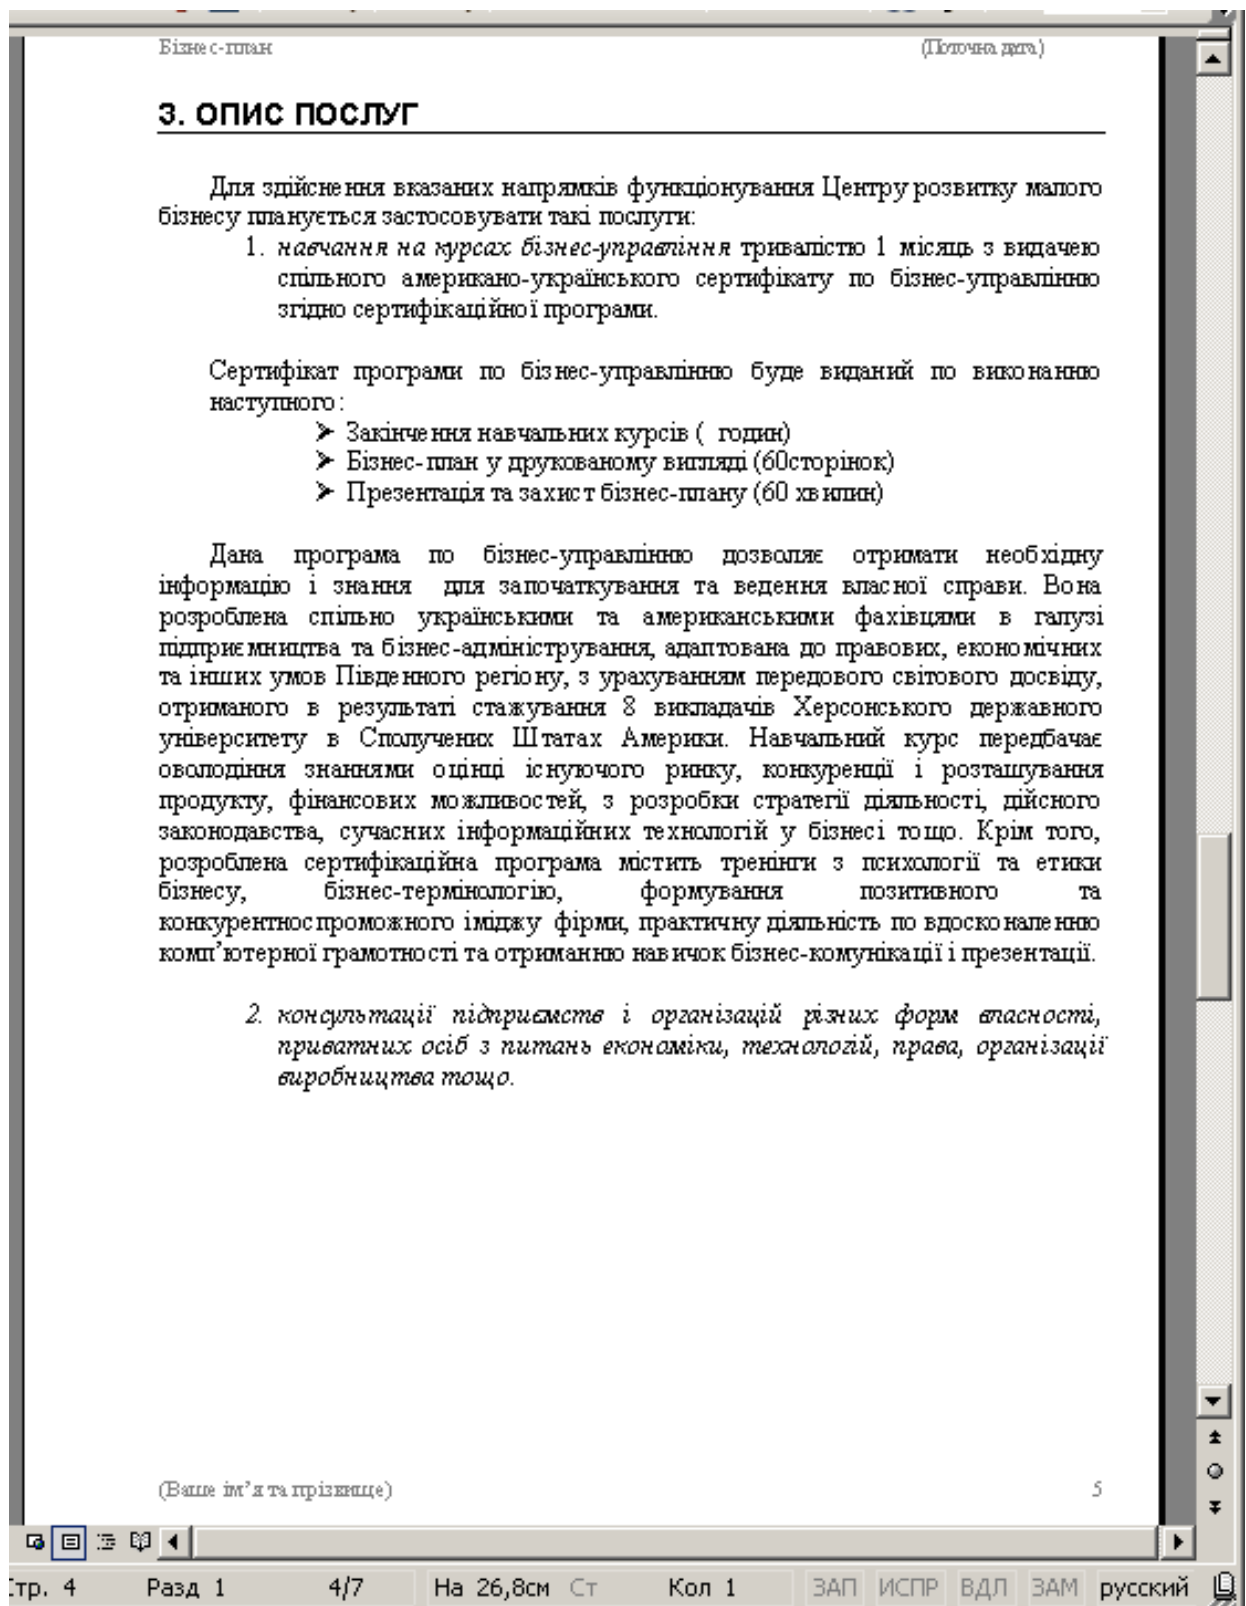 Бізнес-план (Поточна дата)
3. ОПИС ПОСЛУГ
Для здійснення вказаних напрямків функціонування Центру розвитку малого
бізнесу планується застосовувати такі послуги:
1. навчання на курсах бізнес-управління тривалістю 1 місяць з видачею
спільного американо-українського сертифікату по бізнес-управлінню
згідно сертифікаційної програми.
Сертифікат програми по бізнес-управлінню буде виданий по виконанню
наступного:
➢ Закінчення навчальних курсів ( годин)
➢ Бізнес-план у друкованому вигляді (60сторінок)
➢ Презентація та захист бізнес-плану (60 хвилин)
Дана програма по бізнес-управлінню дозволяє отримати необхідну
інформацію і знання для започаткування та ведення власної справи. Вона
розроблена спільно українськими та американськими фахівцями в галузі
підприємництва та бізнес-адміністрування, адаптована до правових, економічних
та інших умов Південного регіону, з урахуванням передового світового досвіду,
отриманого в результаті стажування 8 викладачів Херсонського державного
університету в Сполучених Штатах Америки. Навчальний курс передбачає
оволодіння знаннями оцінці існуючого ринку, конкуренції і розташування
продукту, фінансових можливостей, з розробки стратегії діяльності, дійсного
законодавства, сучасних інформаційних технологій у бізнесі тощо. Крім того,
розроблена сертифікаційна програма містить тренінги з психології та етики
бізнесу, бізнес-термінологію, формування позитивного та
конкурентноспроможного іміджу фірми, практичну діяльність по вдосконаленню
комп’ютерної грамотності та отриманню навичок бізнес-комунікації і презентації.
2. консультації підприємств і організацій різних форм власності,
приватних осіб з питань економіки, технологій, права, організації
виробництва тощо.
(Ваше ім’я та прізвище) 5
Стр. 4 Разд 1 4/7 На 26,8см Ст Кол 1 ЗАП ИСПР ВДЛ ЗАМ русский